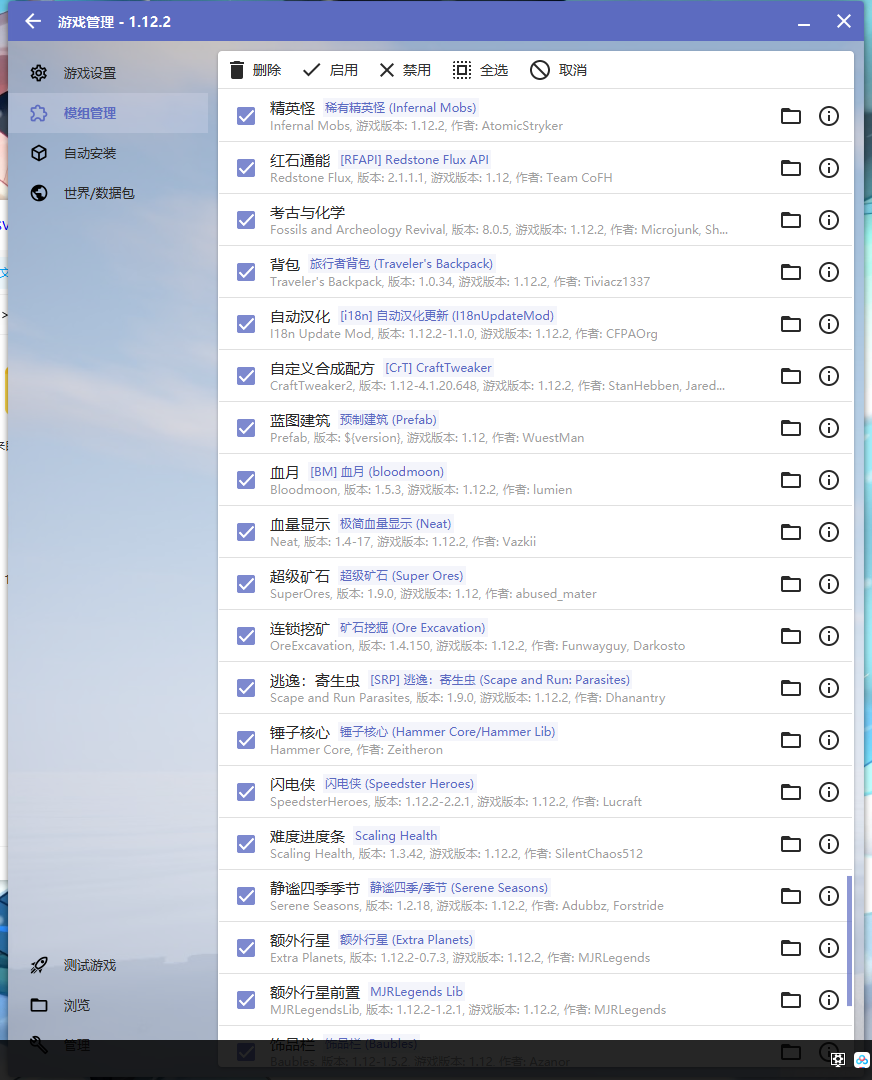 游戏管理 - 1.12.2
游戏设置
模组管理
自动安装
世界/数据包
删除 启用 禁用 全选 取消
精英怪 稀有精英怪 (Infernal Mobs)
Infernal Mobs, 游戏版本: 1.12.2, 作者: AtomicStryker
红石通能 [RFAPI] Redstone Flux API
Redstone Flux, 版本: 2.1.1.1, 游戏版本: 1.12, 作者: Team CoFH
考古与化学
Fossils and Archeology Revival, 版本: 8.0.5, 游戏版本: 1.12.2, 作者: Microjunk, Sh...
背包 旅行者背包 (Traveler's Backpack)
Traveler's Backpack, 版本: 1.0.34, 游戏版本: 1.12.2, 作者: Tiviacz1337
自动汉化 [i18n] 自动汉化更新 (I18nUpdateMod)
I18n Update Mod, 版本: 1.12.2-1.1.0, 游戏版本: 1.12.2, 作者: CFPAOrg
自定义合成配方 [CrT] CraftTweaker
CraftTweaker2, 版本: 1.12-4.1.20.648, 游戏版本: 1.12.2, 作者: StanHebben, Jared...
蓝图建筑 预制建筑 (Prefab)
Prefab, 版本: ${version}, 游戏版本: 1.12, 作者: WuestMan
血月 [BM] 血月 (bloodmoon)
Bloodmoon, 版本: 1.5.3, 游戏版本: 1.12.2, 作者: lumien
血量显示 极简血量显示 (Neat)
Neat, 版本: 1.4-17, 游戏版本: 1.12.2, 作者: Vazkii
超级矿石 超级矿石 (Super Ores)
SuperOres, 版本: 1.9.0, 游戏版本: 1.12, 作者: abused_mater
连锁挖矿 矿石挖掘 (Ore Excavation)
OreExcavation, 版本: 1.4.150, 游戏版本: 1.12.2, 作者: Funwayguy, Darkosto
逃逸：寄生虫 [SRP] 逃逸：寄生虫 (Scape and Run: Parasites)
Scape and Run Parasites, 版本: 1.9.0, 游戏版本: 1.12.2, 作者: Dhanantry
锤子核心 锤子核心 (Hammer Core/Hammer Lib)
Hammer Core, 作者: Zeitheron
闪电侠 闪电侠 (Speedster Heroes)
SpeedsterHeroes, 版本: 1.12.2-2.2.1, 游戏版本: 1.12.2, 作者: Lucraft
难度进度条 Scaling Health
Scaling Health, 版本: 1.3.42, 游戏版本: 1.12.2, 作者: SilentChaos512
静谧四季季节 静谧四季/季节 (Serene Seasons)
Serene Seasons, 版本: 1.2.18, 游戏版本: 1.12.2, 作者: Adubbz, Forstride
额外行星 额外行星 (Extra Planets)
Extra Planets, 版本: 1.12.2-0.7.3, 游戏版本: 1.12.2, 作者: MJRLegends
额外行星前置 MJRLegends Lib
MJRLegendsLib, 版本: 1.12.2-1.2.1, 游戏版本: 1.12.2, 作者: MJRLegends
饰品栏 饰品栏 (Baubles)
Baubles, 版本: 1.12-1.5.2, 游戏版本: 1.12, 作者: Azanor
测试游戏
浏览
管理